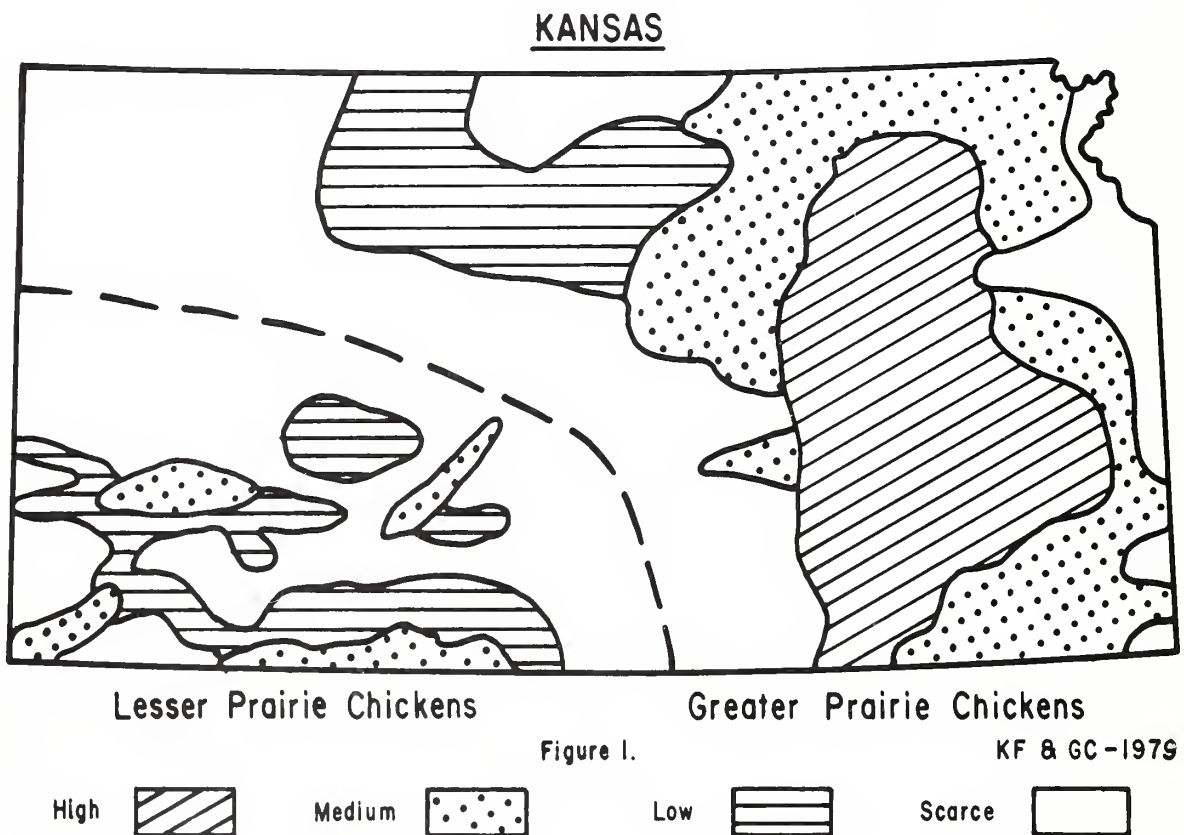 KANSAS
Lesser Prairie Chickens Greater Prairie Chickens
Figure 1. KF & GC-1979
High Medium Low Scarce